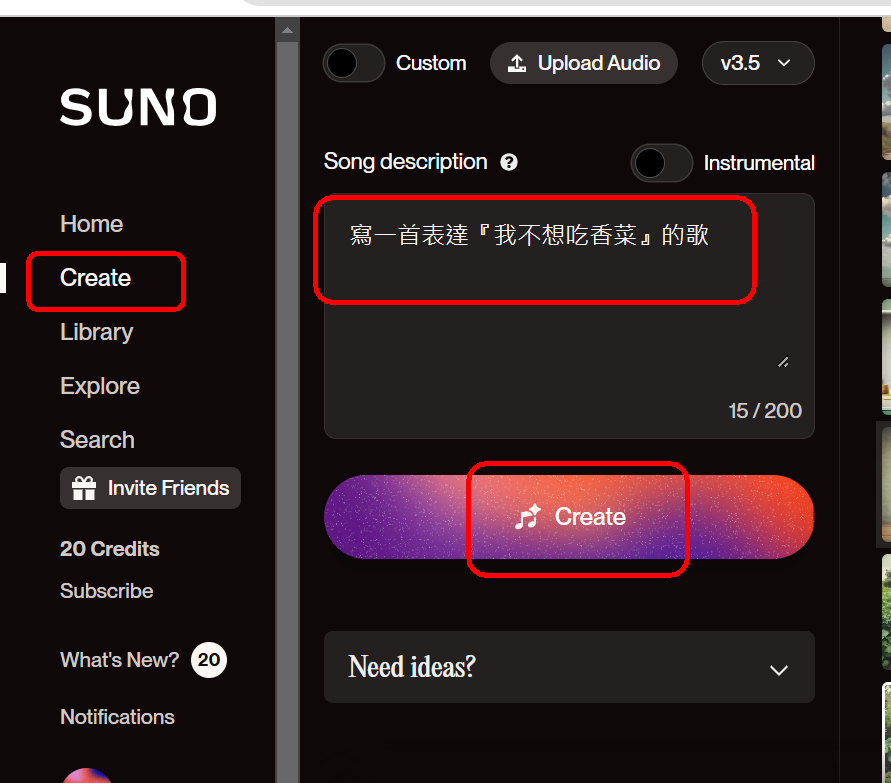 SUNO
Home
Create
Library
Explore
Search
Invite Friends
20 Credits
Subscribe
What's New? 20
Notifications
Custom
Upload Audio
v3.5
Song description ?
Instrumental
寫一首表達『我不想吃香菜』的歌
15 / 200
Create
Need ideas?